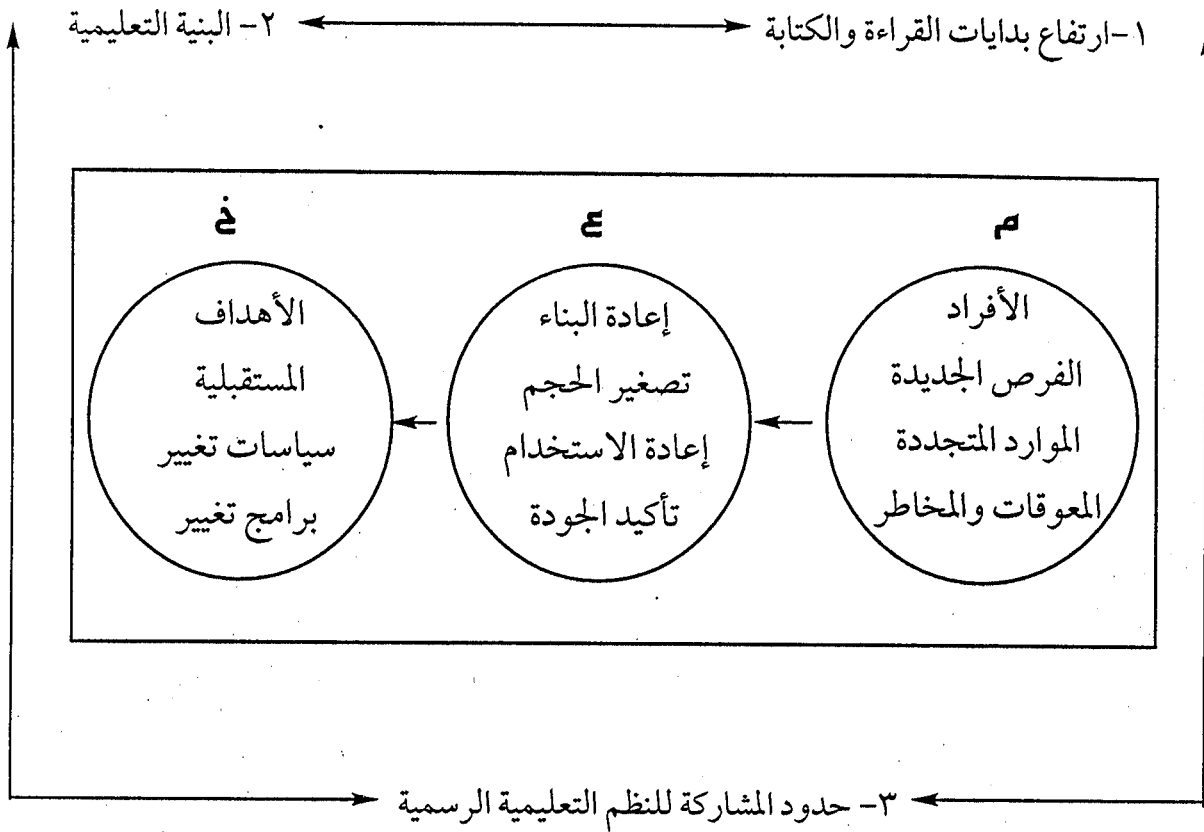 ١- ارتفاع بدايات القراءة والكتابة
٢- البنية التعليمية
م
الأفراد
الفرص الجديدة
الموارد المتجددة
المعوقات والمخاطر
ع
إعادة البناء
تصغير الحجم
إعادة الاستخدام
تأكيد الجودة
خ
الأهداف
المستقبلية
سياسات تغيير
برامج تغيير
٣- حدود المشاركة للنظم التعليمية الرسمية